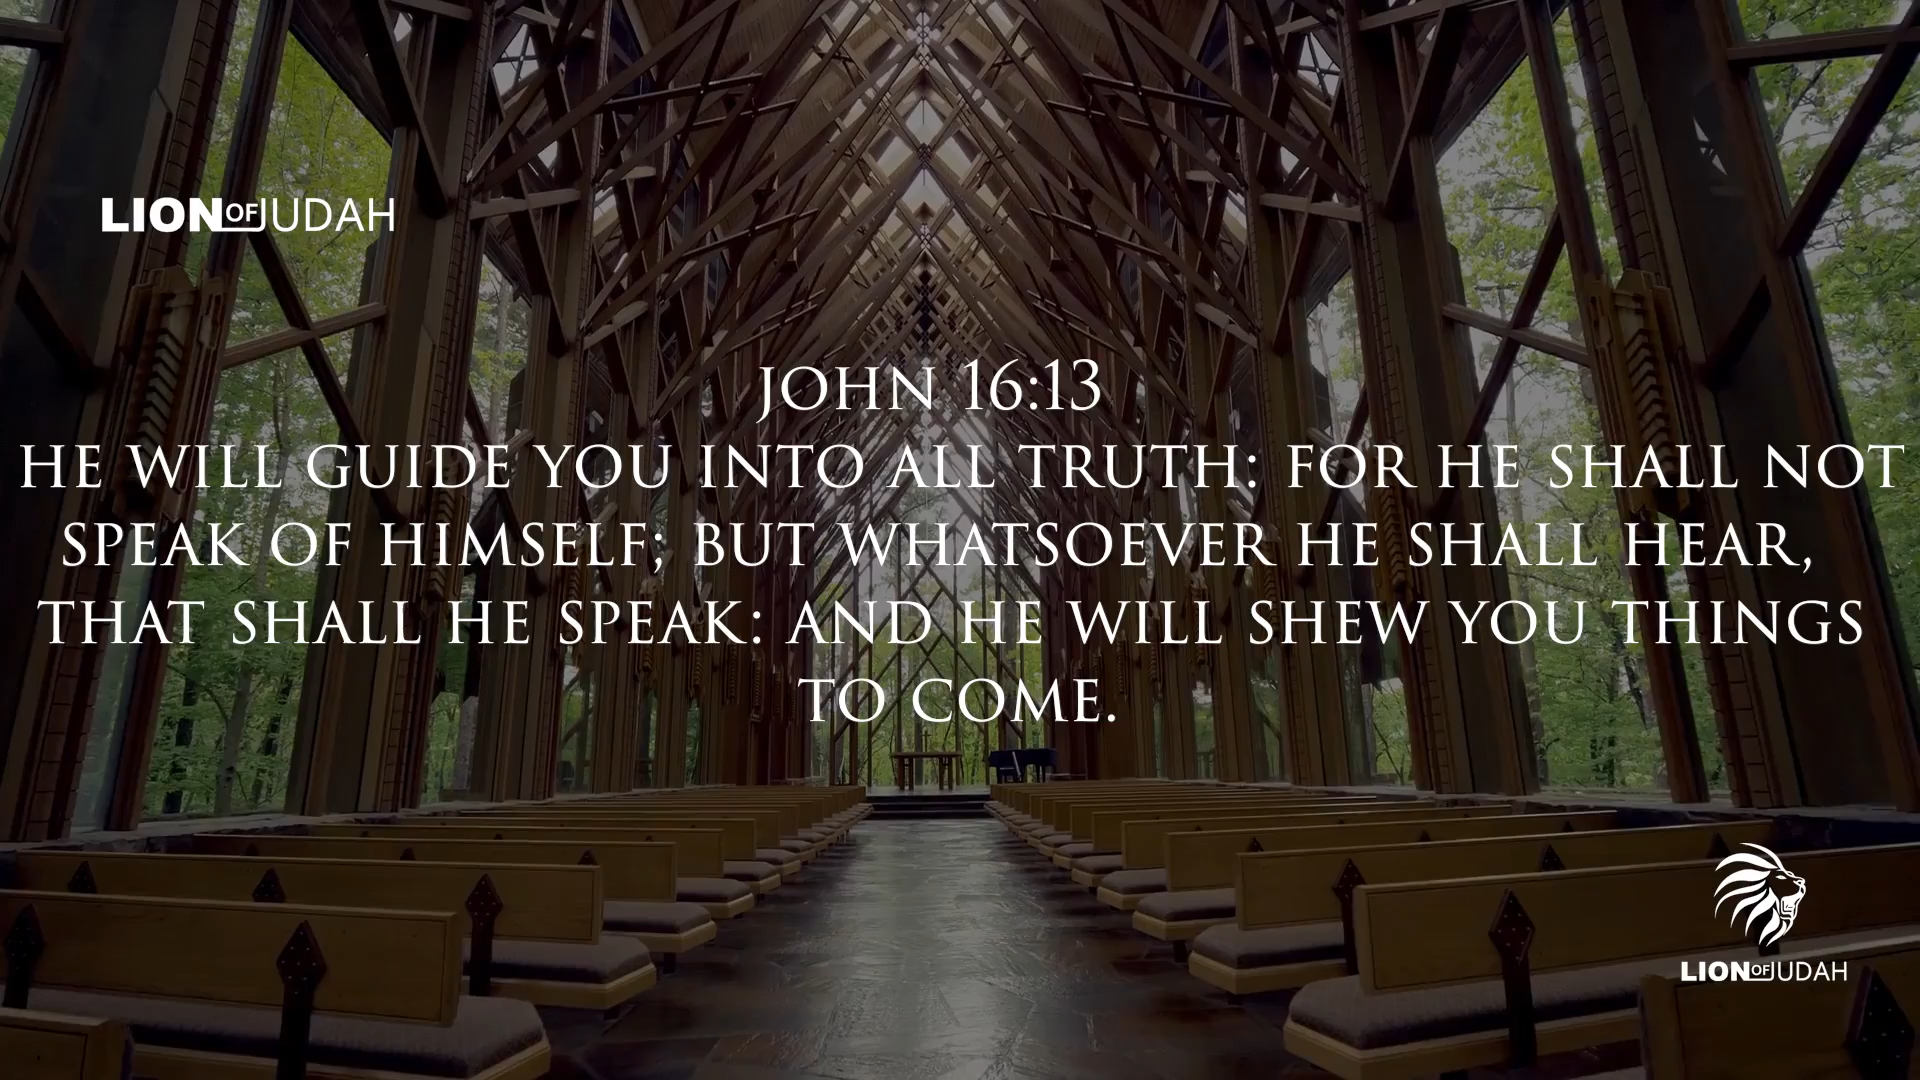 LION OF JUDAH
JOHN 16:13
HE WILL GUIDE YOU INTO ALL TRUTH: FOR HE SHALL NOT
SPEAK OF HIMSELF; BUT WHATSOEVER HE SHALL HEAR,
THAT SHALL HE SPEAK: AND HE WILL SHEW YOU THINGS
TO COME.
LION OF JUDAH